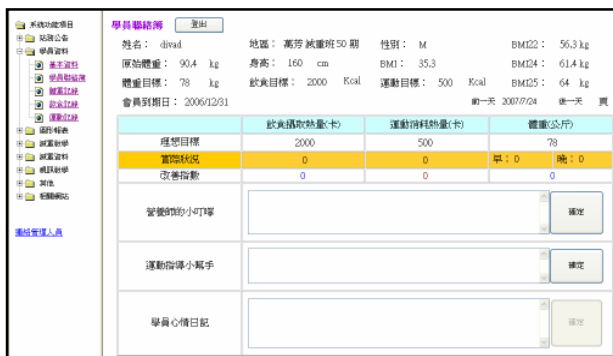 系統功能項目
站務公告
學員資料
基本資料
學員聯絡簿
體重記錄
飲食記錄
運動記錄
圖形報表
減重教學
減重資料
視訊教學
其他
相關網站
連絡管理人員
學員聯絡簿 登出
姓名: divad 地區: 萬芳 減重班50 期 性別: M BMI22: 56.3 kg
原始體重: 90.4 kg 身高: 160 cm BMI: 35.3 BMI24: 61.4 kg
體重目標: 78 kg 飲食目標: 2000 Kcal 運動目標: 500 Kcal BMI25: 64 kg
會員到期日: 2006/12/31 前一天 2007/7/24 後一天 頁
飲食攝取熱量(卡) 運動消耗熱量(卡) 體重(公斤)
理想目標 2000 500 78
實際狀況 0 0 早:0 晚:0
改善指數 0 0 0
營養師的小叮嚀 確定
運動指導小幫手 確定
學員心情日記 確定